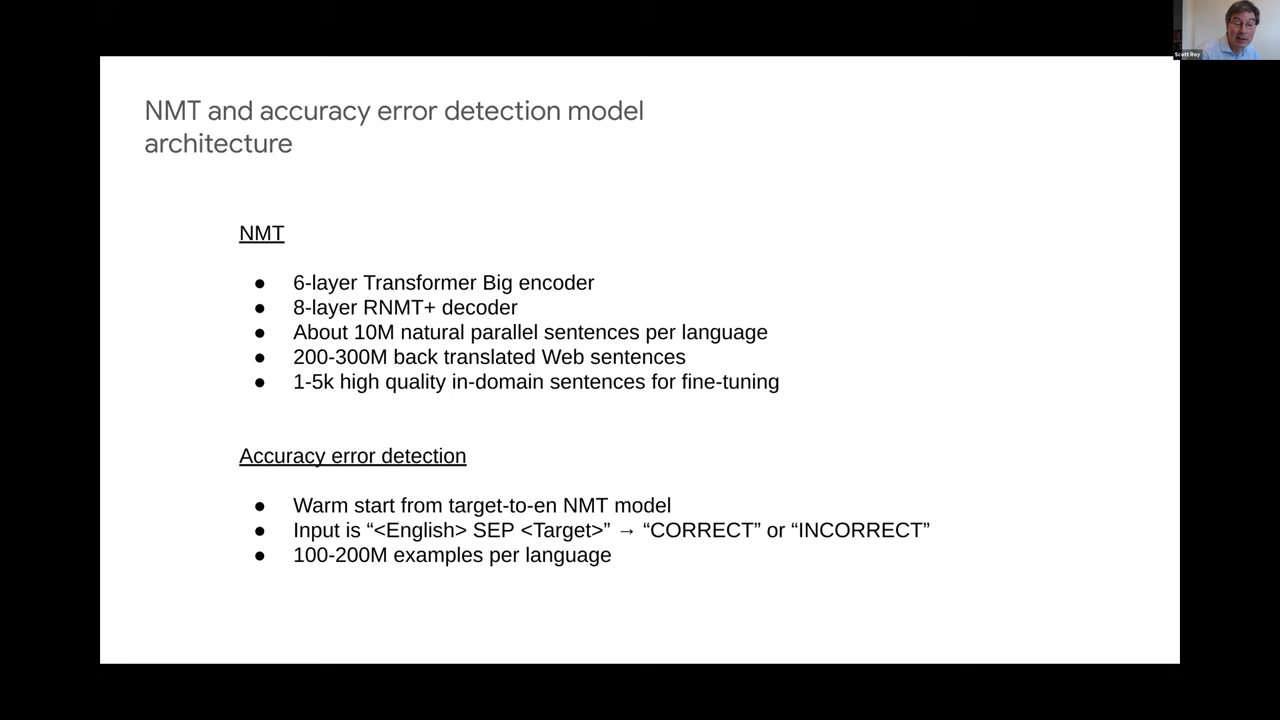 Scott Roy
NMT and accuracy error detection model
architecture
NMT
● 6-layer Transformer Big encoder
● 8-layer RNMT+ decoder
● About 10M natural parallel sentences per language
● 200-300M back translated Web sentences
● 1-5k high quality in-domain sentences for fine-tuning
Accuracy error detection
● Warm start from target-to-en NMT model
● Input is “<English> SEP <Target>” → “CORRECT” or “INCORRECT”
● 100-200M examples per language